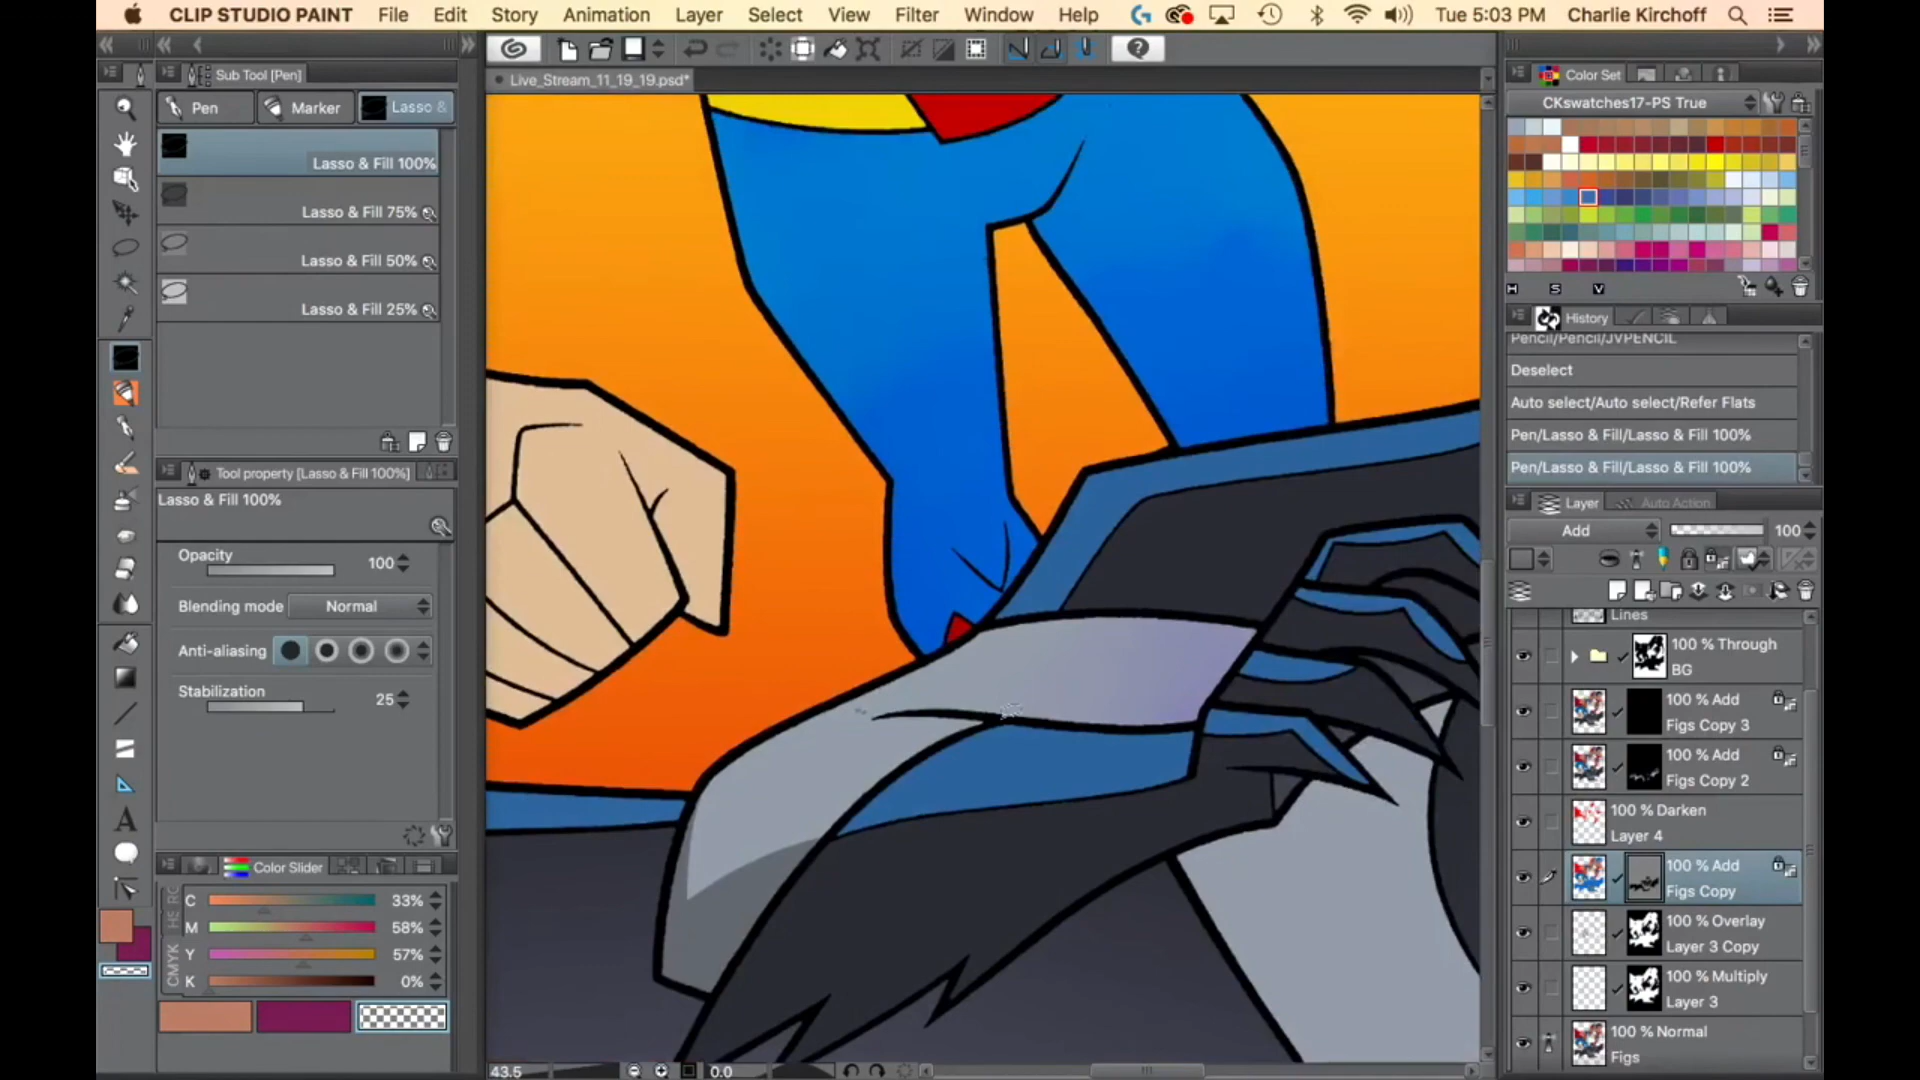 CLIP STUDIO PAINT File Edit Story Animation Layer Select View Filter Window Help Tue 5:03 PM Charlie Kirchoff
Sub Tool [Pen]
Live_Stream_11_19_19.psd*
Pen Marker Lasso &
Lasso & Fill 100%
Lasso & Fill 75%
Lasso & Fill 50%
Lasso & Fill 25%
Tool property [Lasso & Fill 100%]
Lasso & Fill 100%
Opacity 100
Blending mode Normal
Anti-aliasing
Stabilization 25
Color Slider
C 33%
M 58%
Y 57%
K 0%
CMYK
43.5 0.0
Color Set
CKswatches17-PS True
H S V
History
Pencil/Pencil/JVPENCIL
Deselect
Auto select/Auto select/Refer Flats
Pen/Lasso & Fill/Lasso & Fill 100%
Pen/Lasso & Fill/Lasso & Fill 100%
Layer Auto Action
Add 100
Lines
100 % Through
BG
100 % Add
Figs Copy 3
100 % Add
Figs Copy 2
100 % Darken
Layer 4
100 % Add
Figs Copy
100 % Overlay
Layer 3 Copy
100 % Multiply
Layer 3
100 % Normal
Figs